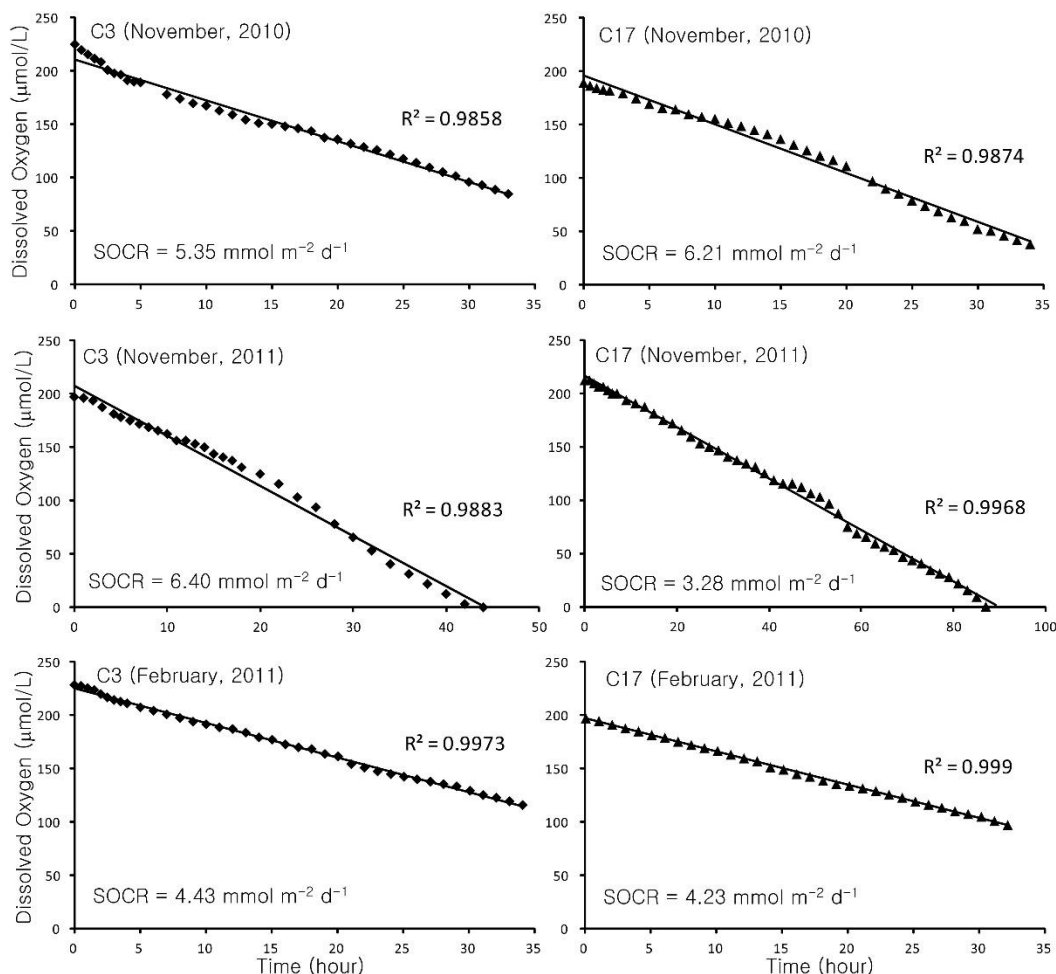 C3 (November, 2010)
Dissolved Oxygen (μmol/L)
250
200
150
100
50
0
R² = 0.9858
SOCR = 5.35 mmol m⁻² d⁻¹
0 5 10 15 20 25 30 35
C17 (November, 2010)
250
200
150
100
50
0
R² = 0.9874
SOCR = 6.21 mmol m⁻² d⁻¹
0 5 10 15 20 25 30 35
C3 (November, 2011)
Dissolved Oxygen (μmol/L)
250
200
150
100
50
0
R² = 0.9883
SOCR = 6.40 mmol m⁻² d⁻¹
0 10 20 30 40 50
C17 (November, 2011)
250
200
150
100
50
0
R² = 0.9968
SOCR = 3.28 mmol m⁻² d⁻¹
0 20 40 60 80 100
C3 (February, 2011)
Dissolved Oxygen (μmol/L)
250
200
150
100
50
0
R² = 0.9973
SOCR = 4.43 mmol m⁻² d⁻¹
0 5 10 15 20 25 30 35
Time (hour)
C17 (February, 2011)
250
200
150
100
50
0
R² = 0.999
SOCR = 4.23 mmol m⁻² d⁻¹
0 5 10 15 20 25 30 35
Time (hour)